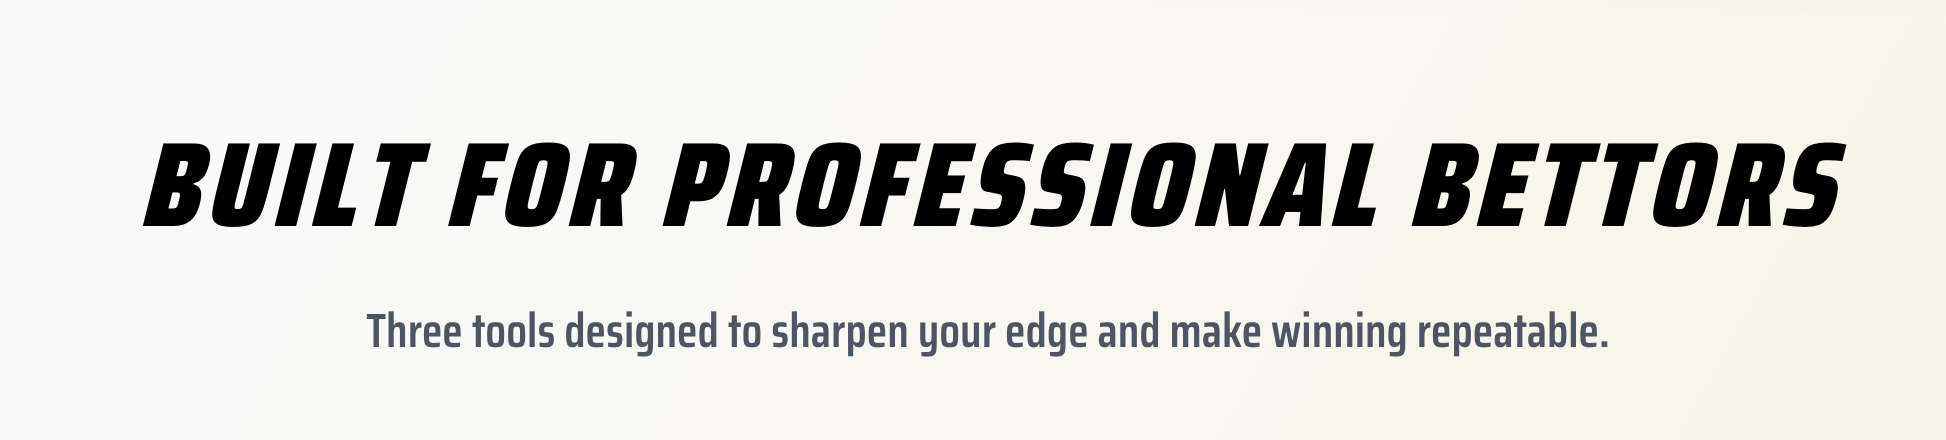 BUILT FOR PROFESSIONAL BETTORS
Three tools designed to sharpen your edge and make winning repeatable.